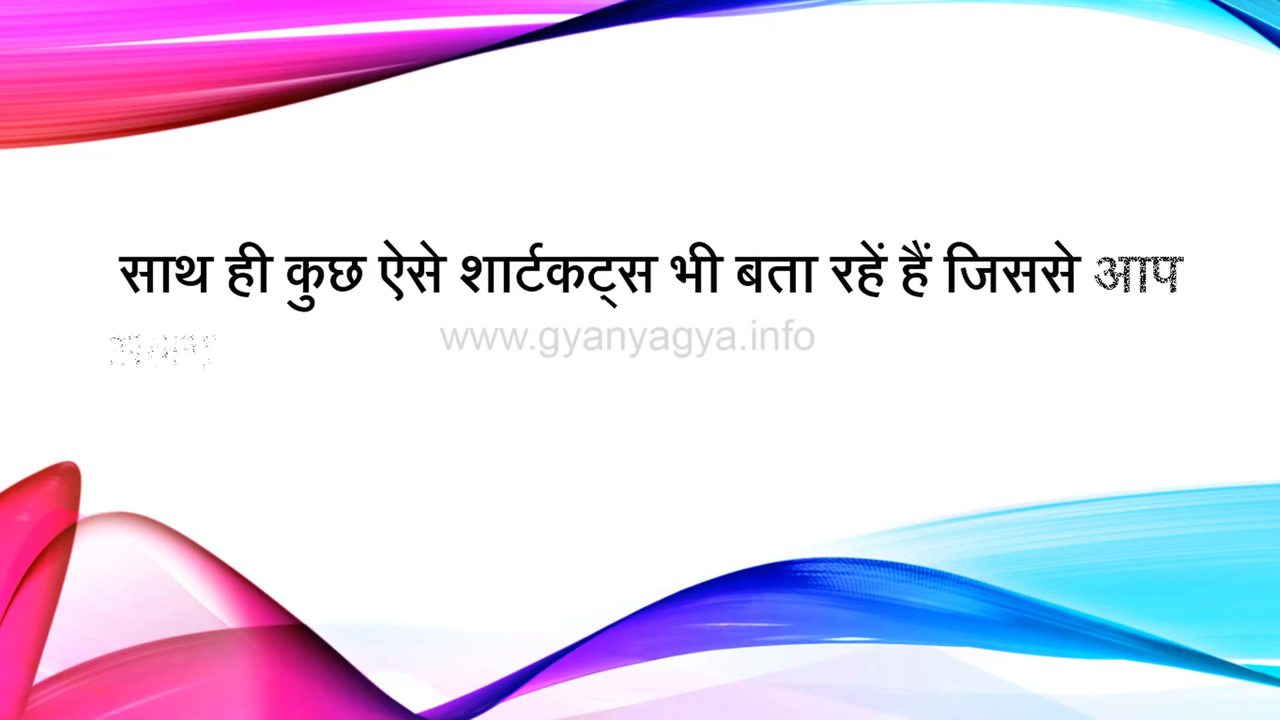 साथ ही कुछ ऐसे शार्टकट्स भी बता रहें हैं जिससे आप
www.gyanyagya.info